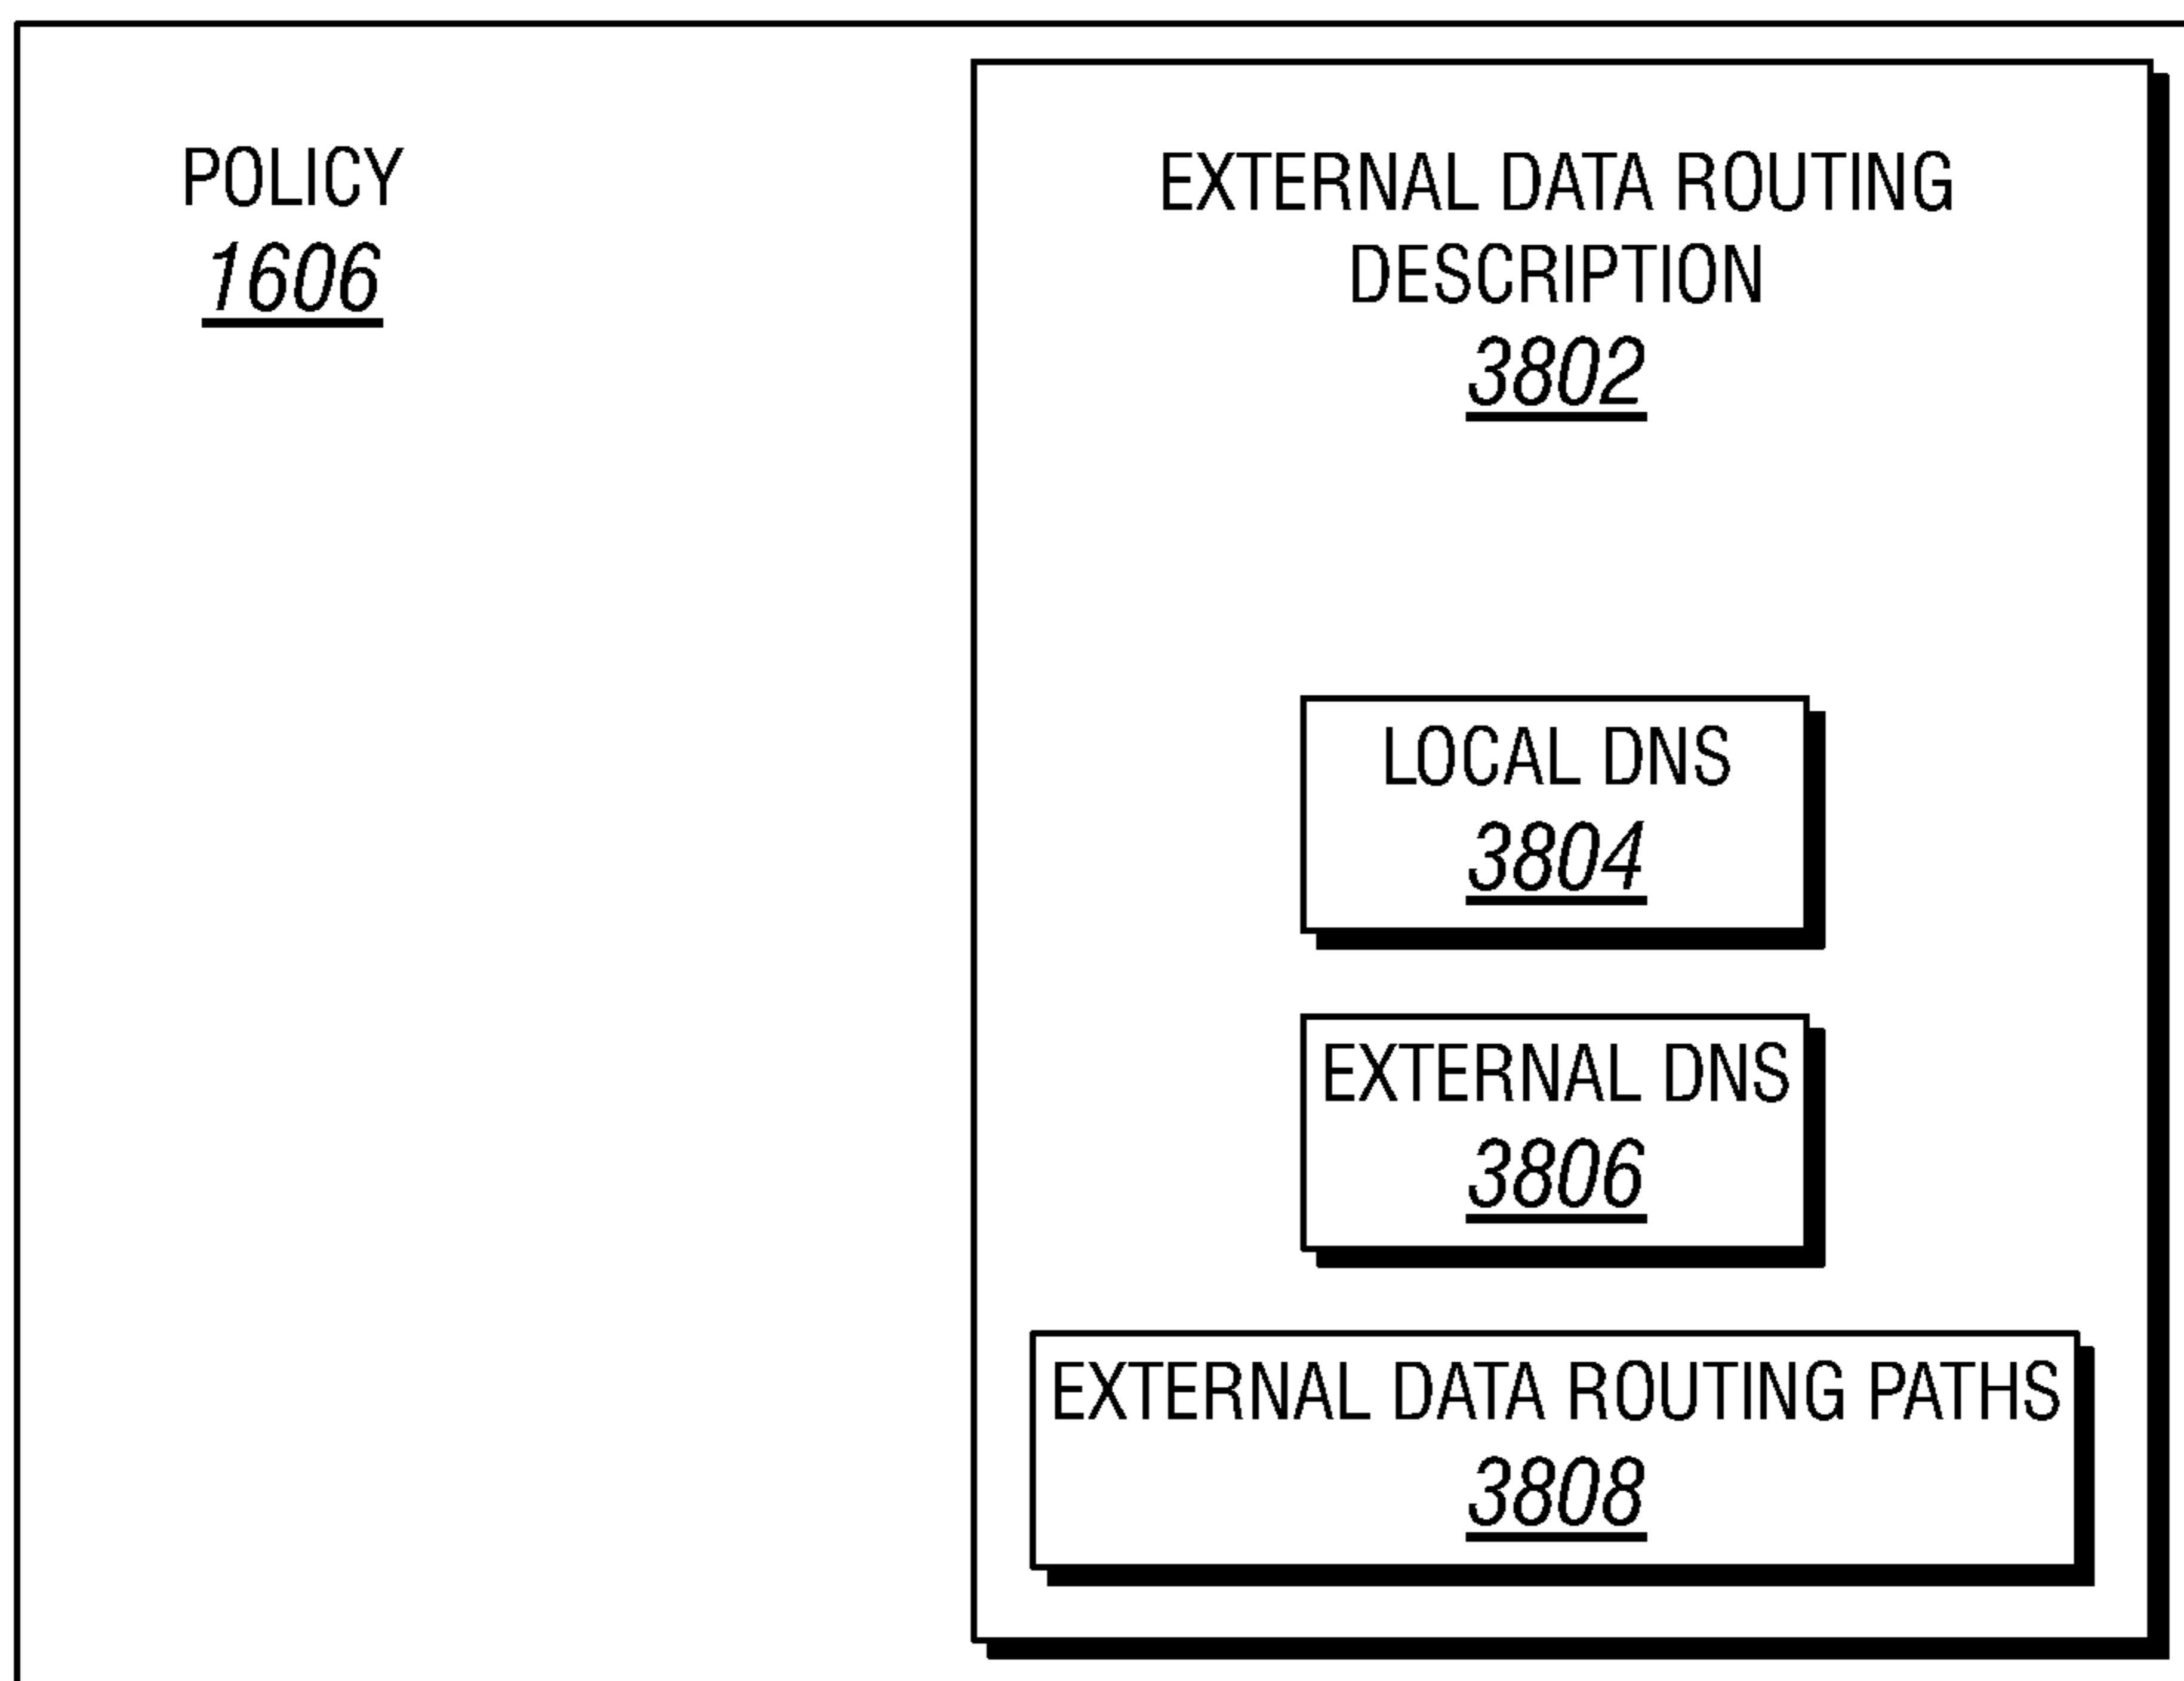 POLICY
1606
EXTERNAL DATA ROUTING
DESCRIPTION
3802
LOCAL DNS
3804
EXTERNAL DNS
3806
EXTERNAL DATA ROUTING PATHS
3808